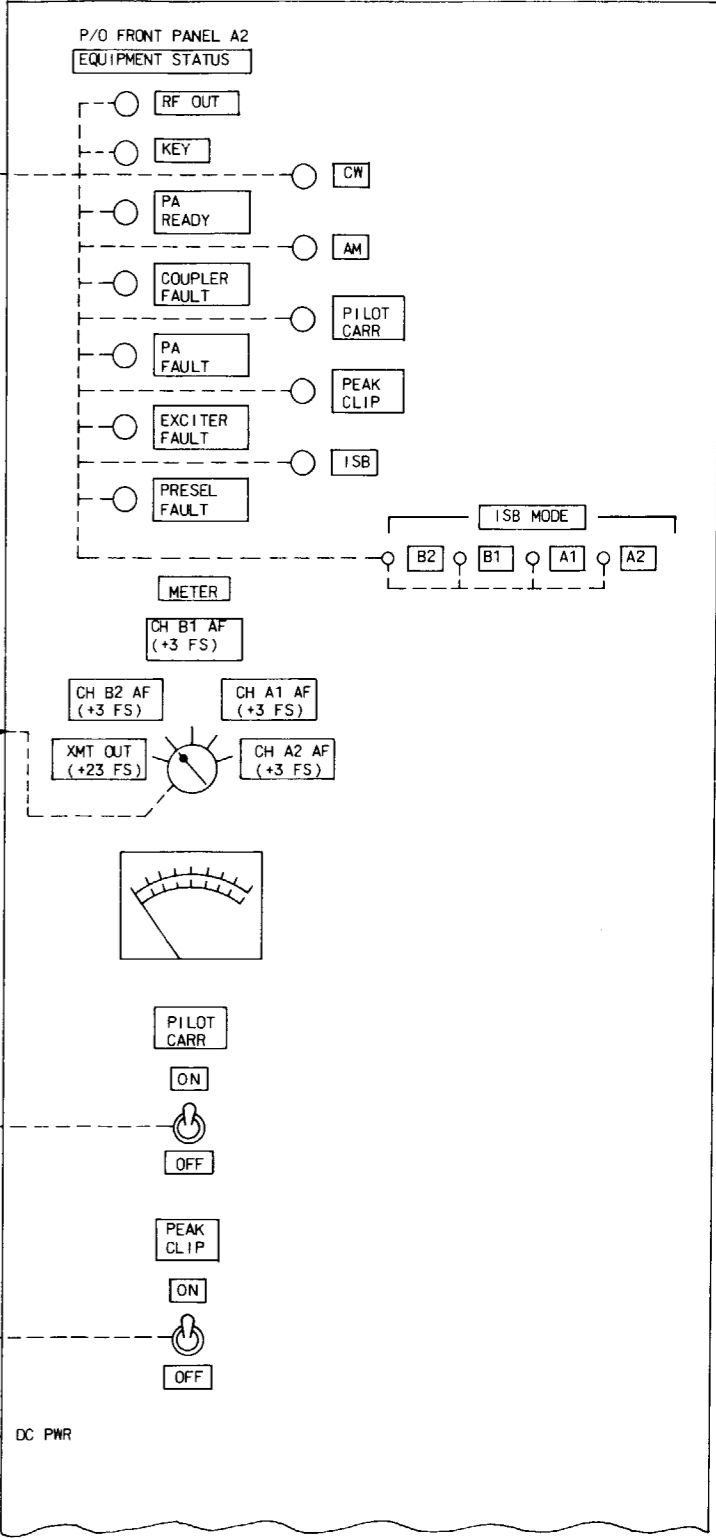 P/O FRONT PANEL A2
EQUIPMENT STATUS
RF OUT
KEY
CW
PA
READY
AM
COUPLER
FAULT
PILOT
CARR
PA
FAULT
PEAK
CLIP
EXCITER
FAULT
ISB
PRESEL
FAULT
ISB MODE
B2
B1
A1
A2
METER
CH B1 AF
(+3 FS)
CH B2 AF
(+3 FS)
CH A1 AF
(+3 FS)
XMT OUT
(+23 FS)
CH A2 AF
(+3 FS)
PILOT
CARR
ON
OFF
PEAK
CLIP
ON
OFF
DC PWR